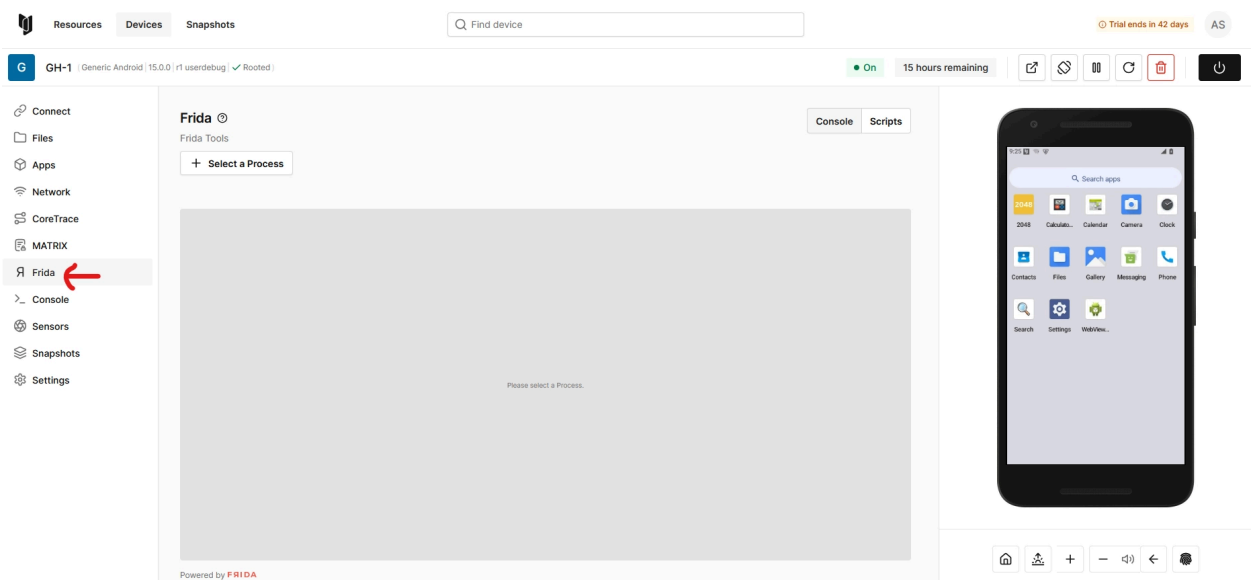 Resources Devices Snapshots Find device Trial ends in 42 days AS
G GH-1 (Generic Android | 15.0.0 | r1 userdebug | ✓ Rooted) On 15 hours remaining
Connect
Files
Apps
Network
CoreTrace
MATRIX
Frida
Console
Sensors
Snapshots
Settings
Frida
Console Scripts
Frida Tools
+ Select a Process
Please select a Process.
Powered by FRIDA
9:25
Search apps
2048
2048 Calculato... Calendar Camera Clock
Contacts Files Gallery Messaging Phone
Search Settings WebView...